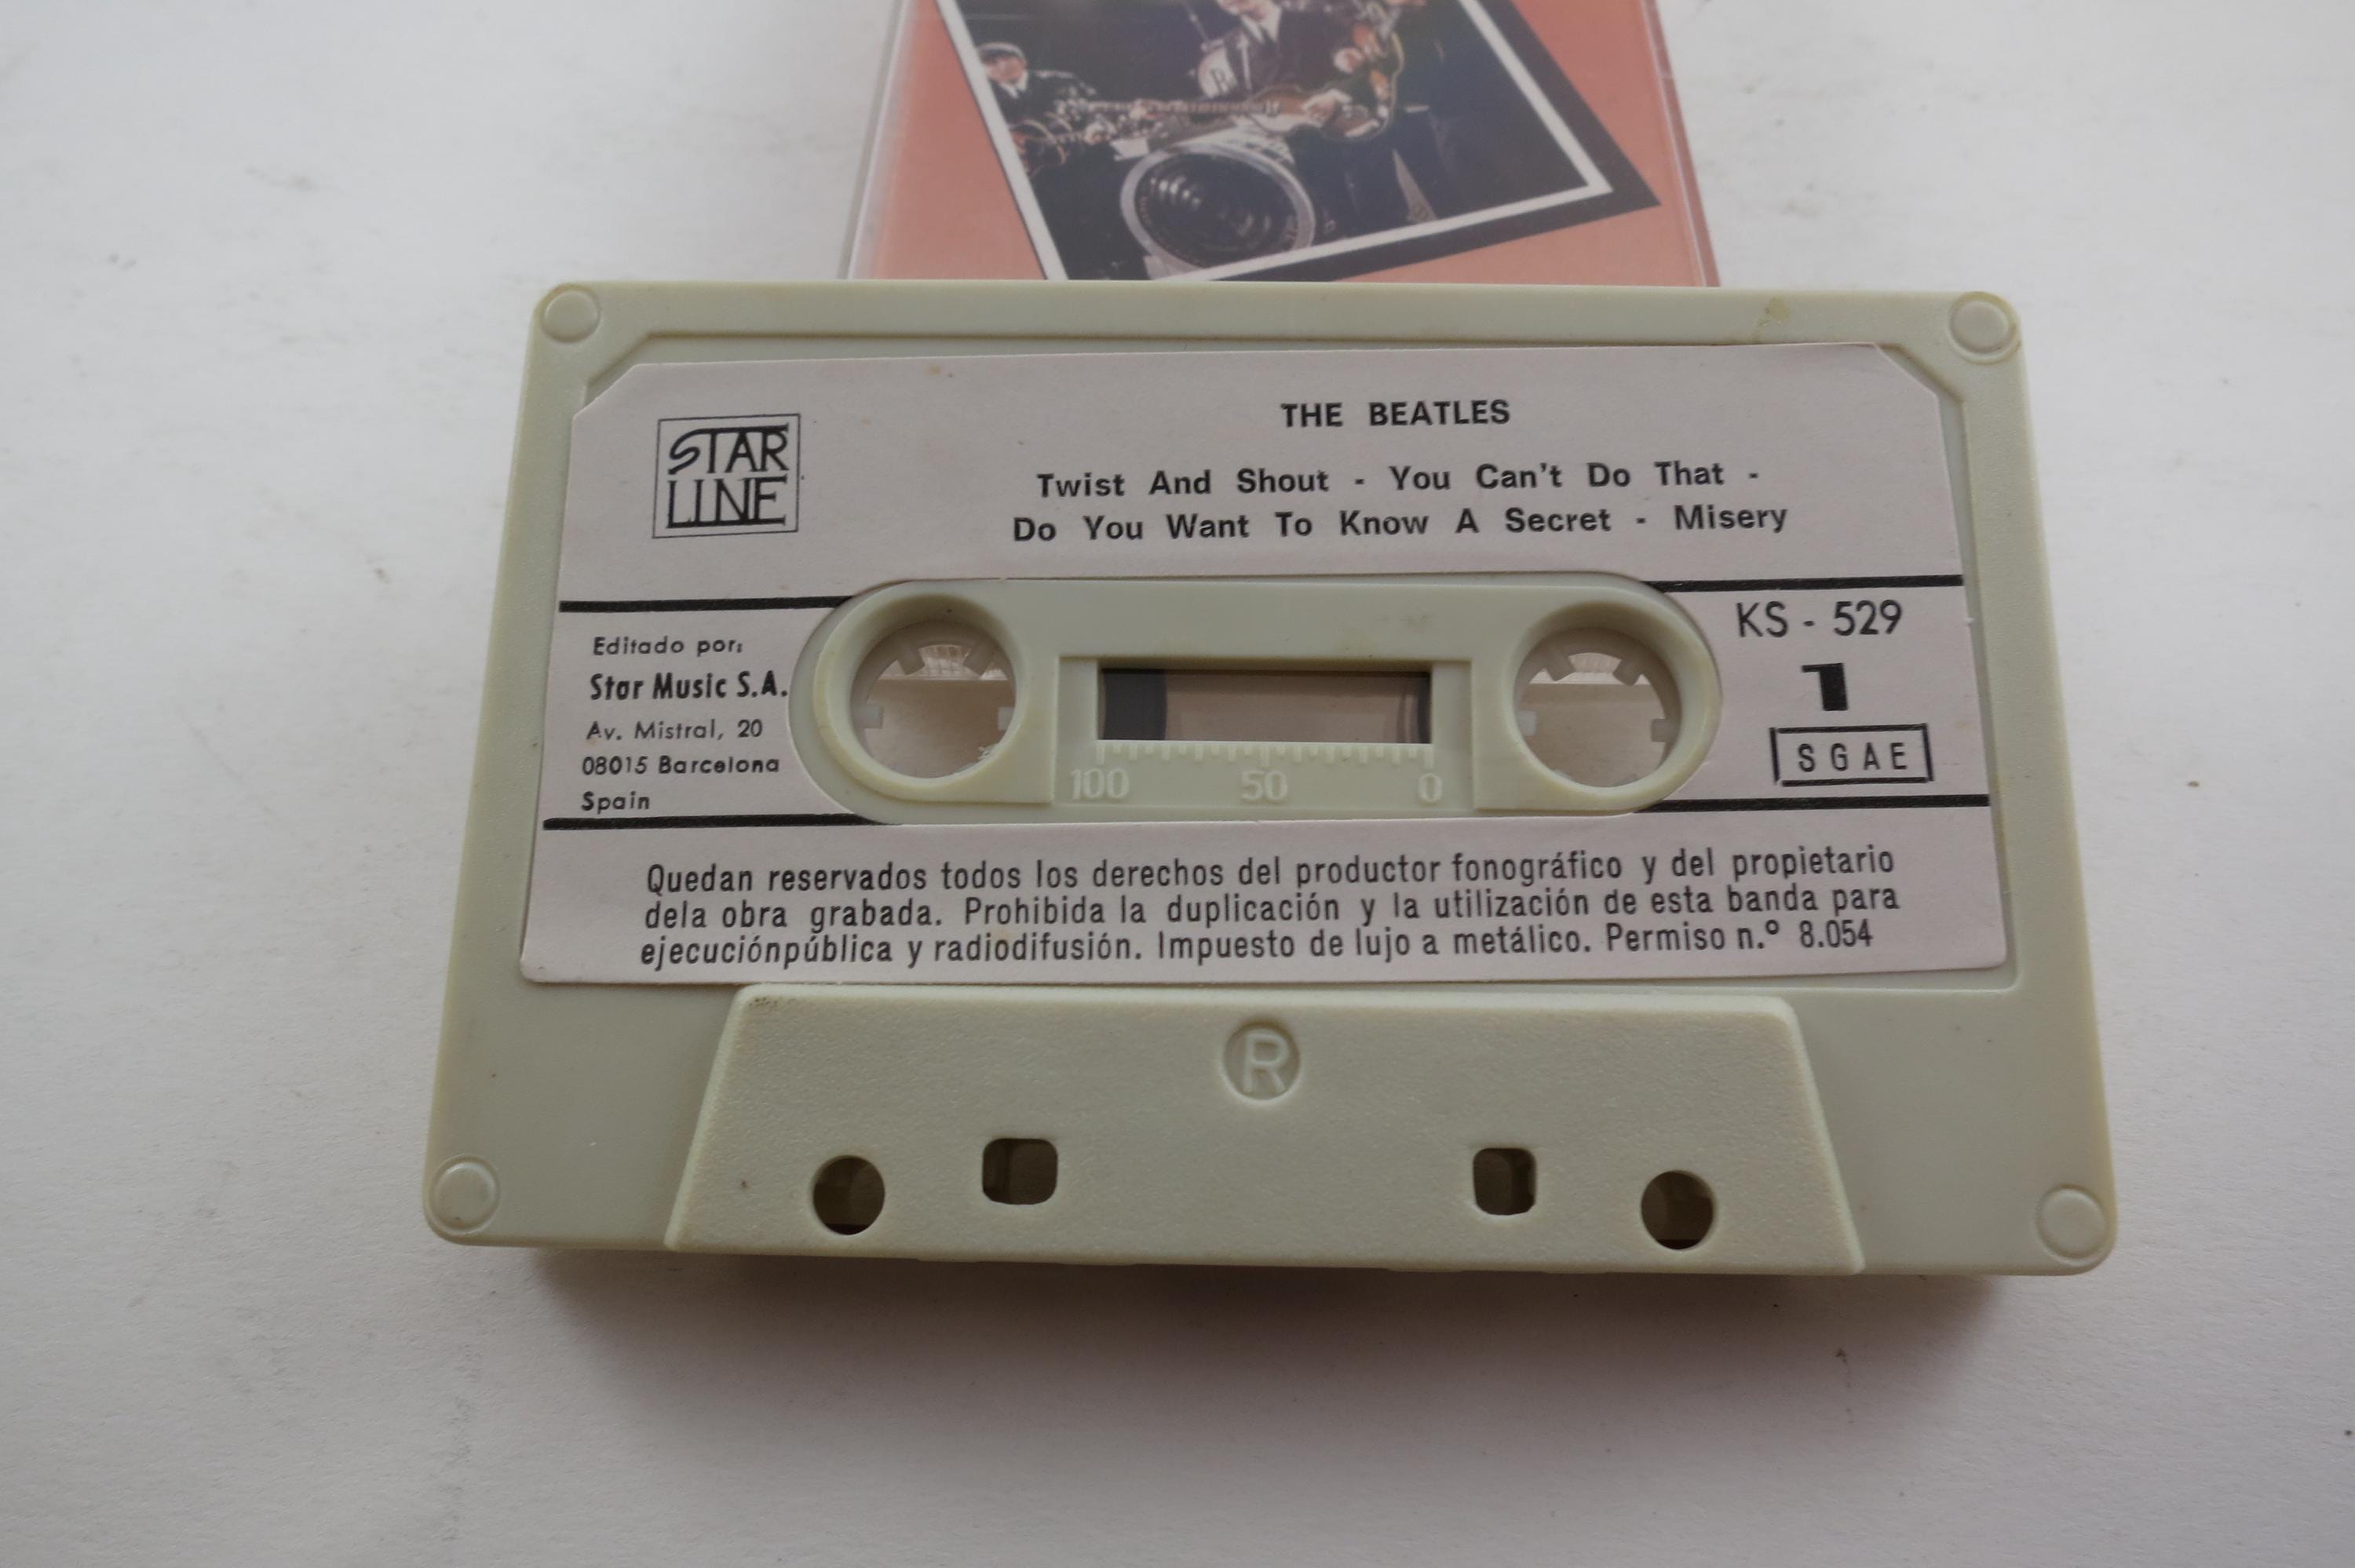 STAR
LINE
THE BEATLES
Twist And Shout - You Can't Do That -
Do You Want To Know A Secret - Misery
Editado por:
Star Music S.A.
Av. Mistral, 20
08015 Barcelona
Spain
100 50 0
KS - 529
1
SGAE
Quedan reservados todos los derechos del productor fonográfico y del propietario
dela obra grabada. Prohibida la duplicación y la utilización de esta banda para
ejecuciónpública y radiodifusión. Impuesto de lujo a metálico. Permiso n.º 8.054
R